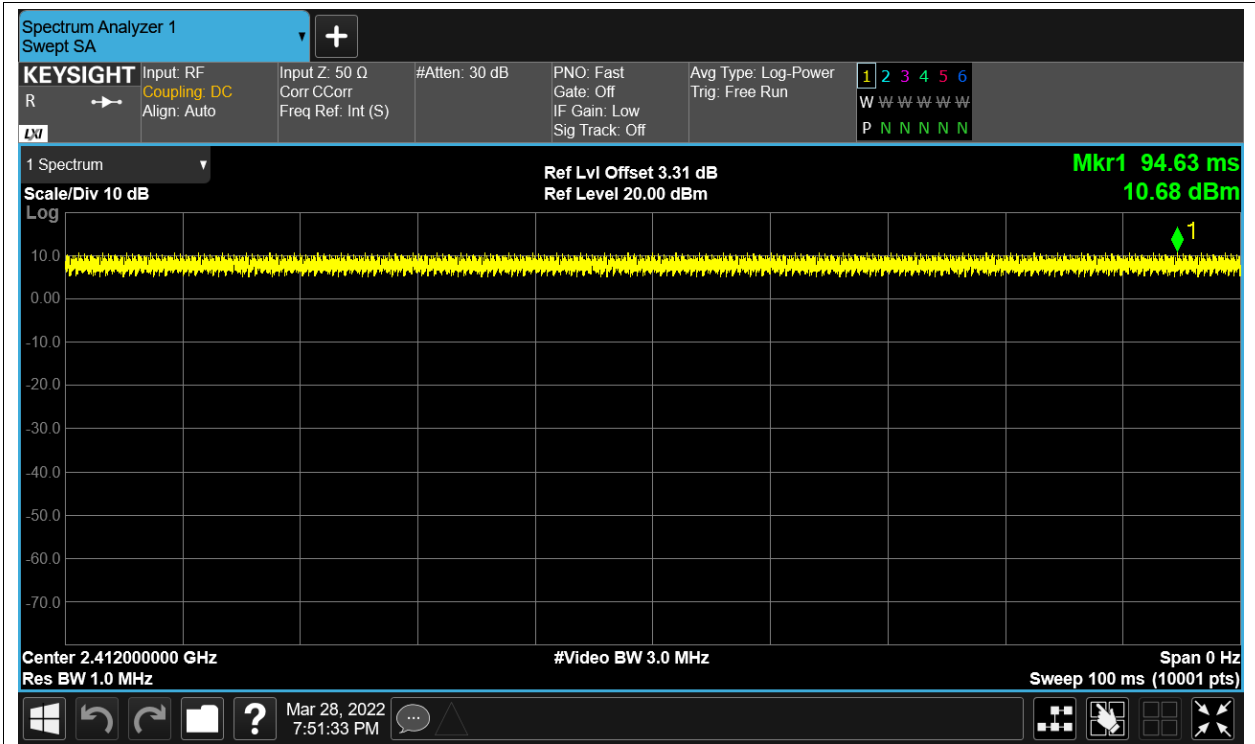 Spectrum Analyzer 1
Swept SA
+
KEYSIGHT
R
LXI
Input: RF
Coupling: DC
Align: Auto
Input Z: 50 Ω
Corr CCorr
Freq Ref: Int (S)
#Atten: 30 dB
PNO: Fast
Gate: Off
IF Gain: Low
Sig Track: Off
Avg Type: Log-Power
Trig: Free Run
1 2 3 4 5 6
W W W W W W
P N N N N N
1 Spectrum
Scale/Div 10 dB
Ref Lvl Offset 3.31 dB
Ref Level 20.00 dBm
Mkr1 94.63 ms
10.68 dBm
Log
1
10.0
0.00
-10.0
-20.0
-30.0
-40.0
-50.0
-60.0
-70.0
Center 2.412000000 GHz
#Video BW 3.0 MHz
Span 0 Hz
Res BW 1.0 MHz
Sweep 100 ms (10001 pts)
?
Mar 28, 2022
7:51:33 PM